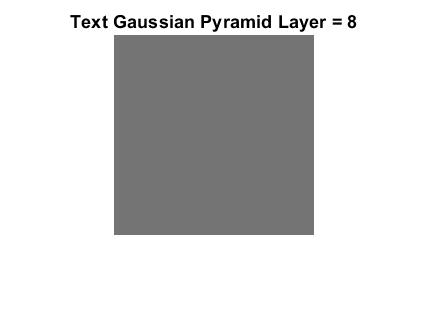 Text Gaussian Pyramid Layer = 8